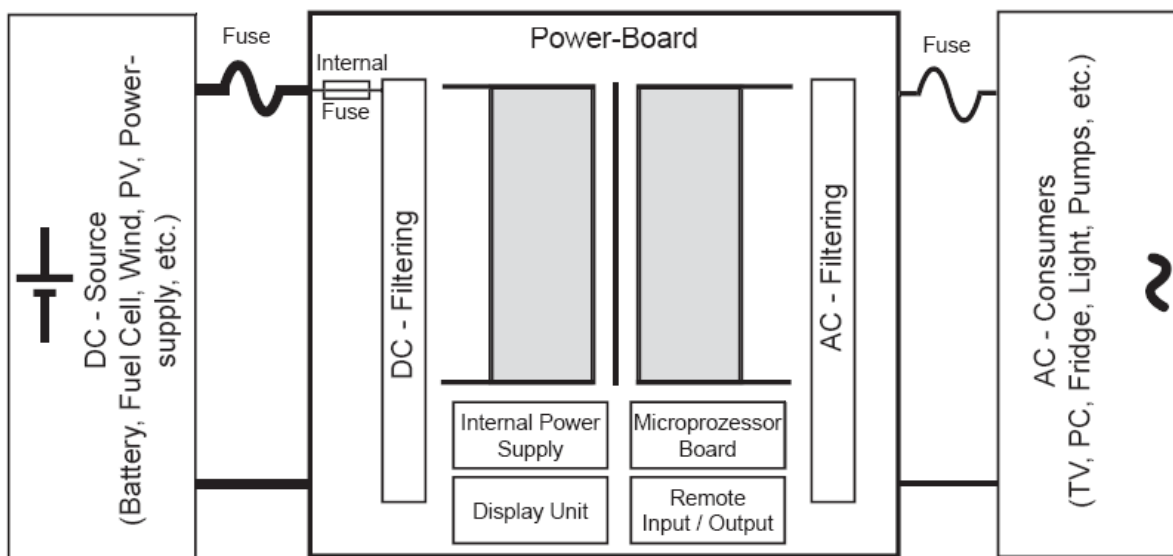 DC - Source
(Battery, Fuel Cell, Wind, PV, Power-
supply, etc.)
Fuse
Internal
Fuse
Power-Board
DC - Filtering
Internal Power
Supply
Microprozessor
Board
Display Unit
Remote
Input / Output
AC - Filtering
Fuse
AC - Consumers
(TV, PC, Fridge, Light, Pumps, etc.)